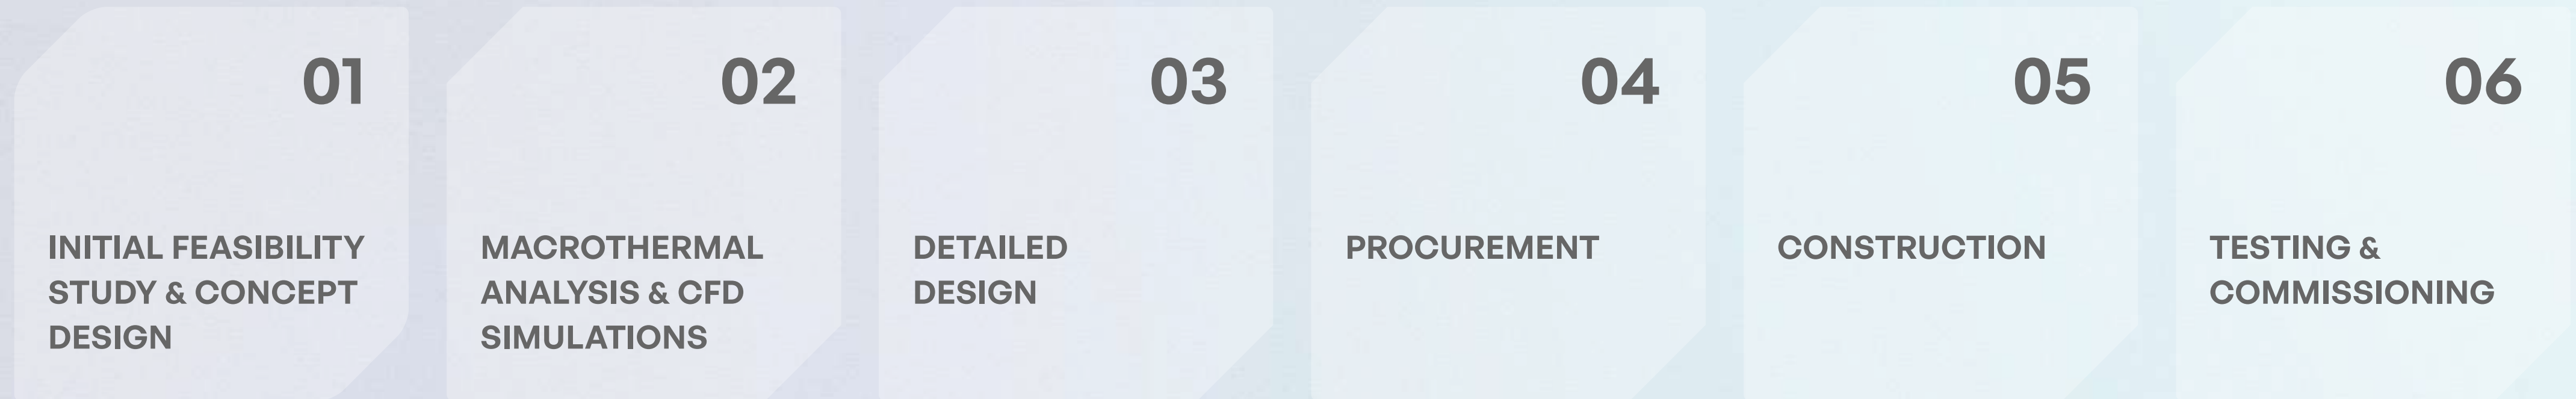 01
INITIAL FEASIBILITY
STUDY & CONCEPT
DESIGN
02
MACROTHERMAL
ANALYSIS & CFD
SIMULATIONS
03
DETAILED
DESIGN
04
PROCUREMENT
05
CONSTRUCTION
06
TESTING &
COMMISSIONING